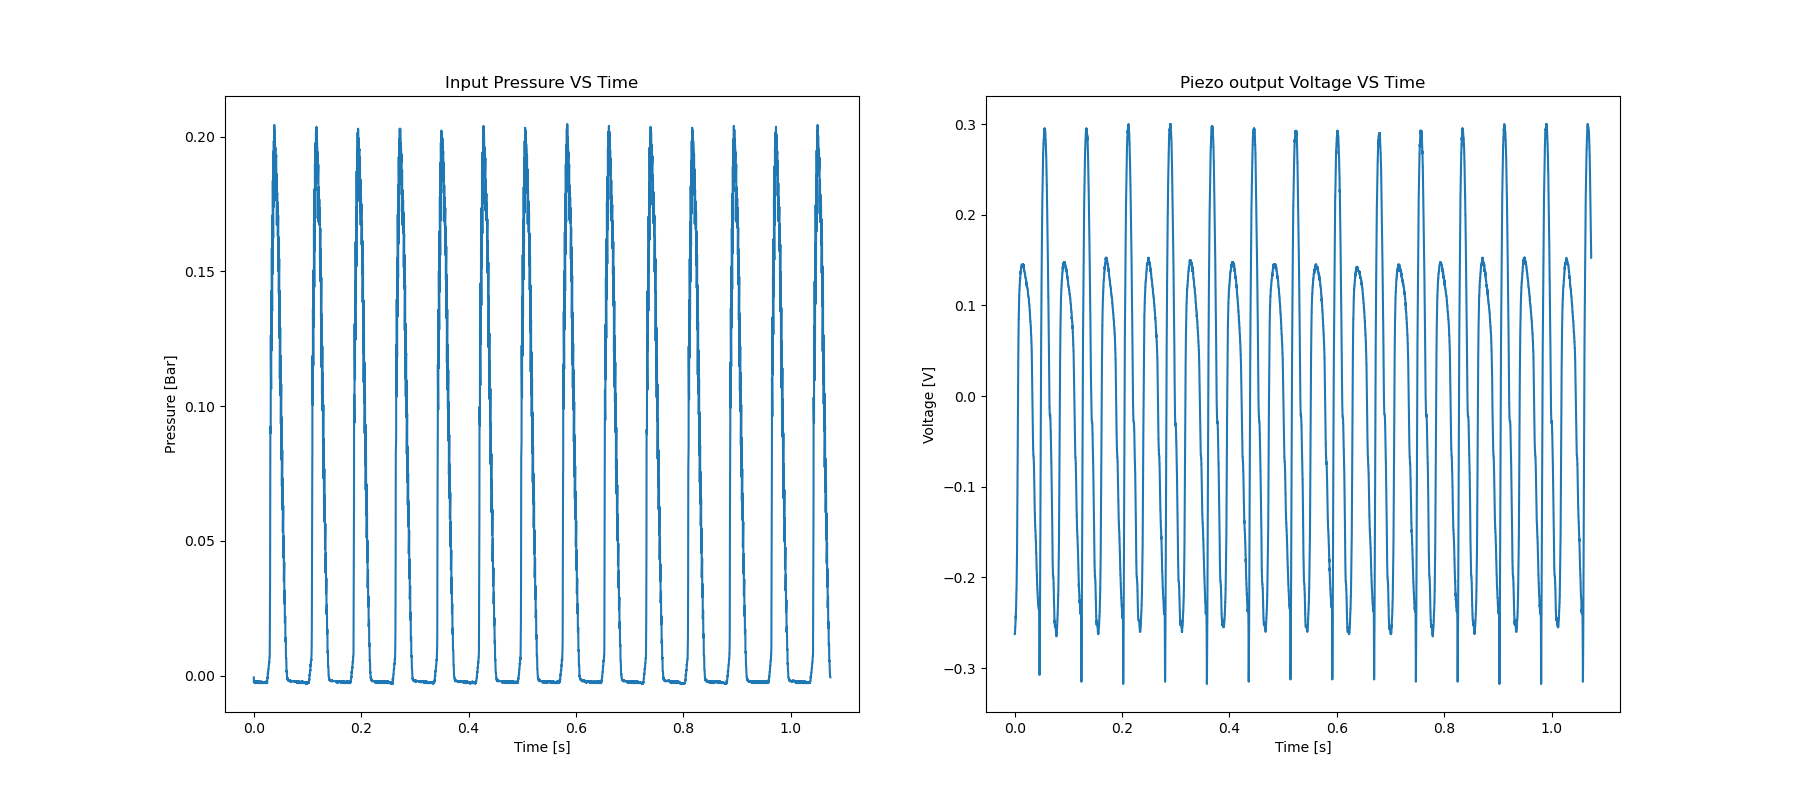 Input Pressure VS Time
Pressure [Bar]
0.20
0.15
0.10
0.05
0.00
0.0 0.2 0.4 0.6 0.8 1.0
Time [s]
Piezo output Voltage VS Time
Voltage [V]
0.3
0.2
0.1
0.0
−0.1
−0.2
−0.3
0.0 0.2 0.4 0.6 0.8 1.0
Time [s]